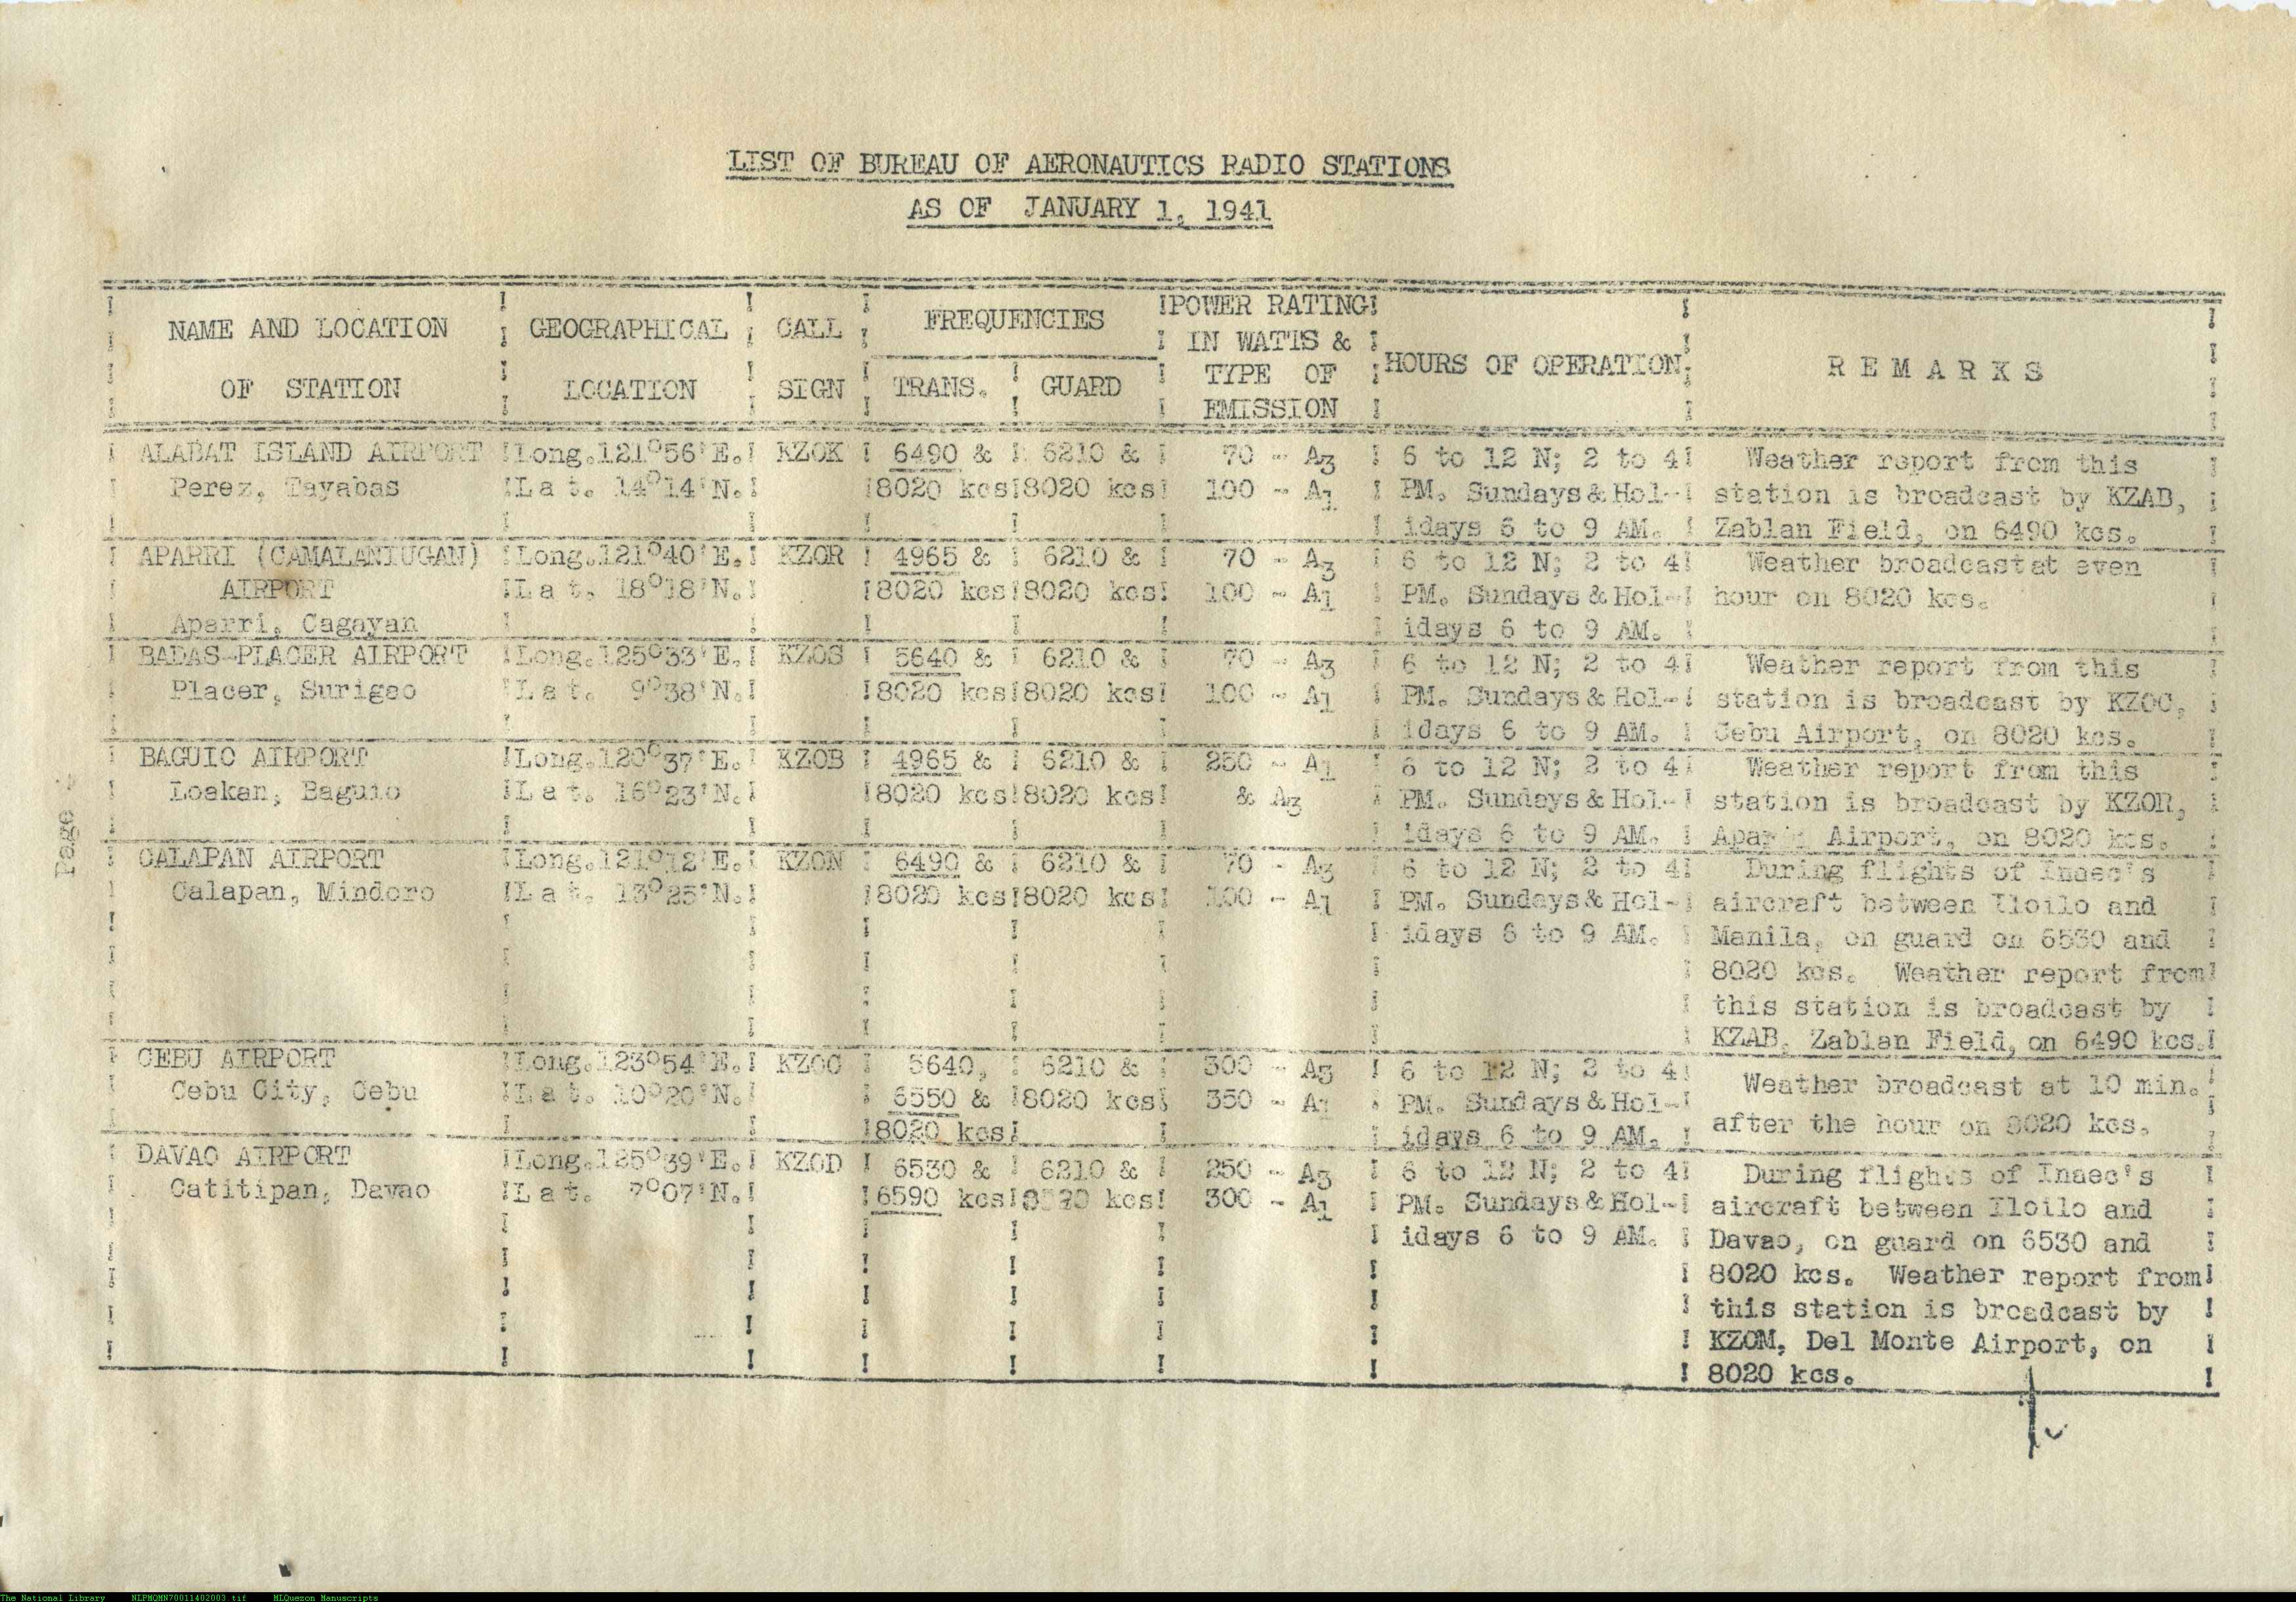 LIST OF BUREAU OF AERONAUTICS RADIO STATIONS
AS OF JANUARY 1, 1941
NAME AND LOCATION OF STATION
GEOGRAPHICAL LOCATION
CALL SIGN
FREQUENCIES
TRANS.
GUARD
POWER RATING IN WATTS & TYPE OF EMISSION
HOURS OF OPERATION
REMARKS
ALABAT ISLAND AIRPORT Long.121°56'E. KZOK 6490 & 6210 & 70 - A3 6 to 12 N; 2 to 4 Weather report from this
Perez, Tayabas Lat. 14°14'N. 8020 kcs 8020 kcs 100 - A1 PM. Sundays & Hol- station is broadcast by KZAB,
idays 6 to 9 AM. Zablan Field, on 6490 kcs.
APARRI (CAMALANIUGAN) Long.121°40'E. KZOR 4965 & 6210 & 70 - A3 6 to 12 N; 2 to 4 Weather broadcast at even
AIRPORT Lat. 18°18'N. 8020 kcs 8020 kcs 100 - A1 PM. Sundays & Hol- hour on 8020 kcs.
Aparri, Cagayan idays 6 to 9 AM.
BADAS-PLACER AIRPORT Long.125°33'E. KZOS 5640 & 6210 & 70 - A3 6 to 12 N; 2 to 4 Weather report from this
Placer, Surigao Lat. 9°38'N. 8020 kcs 8020 kcs 100 - A1 PM. Sundays & Hol- station is broadcast by KZOC,
idays 6 to 9 AM. Cebu Airport, on 8020 kcs.
BAGUIO AIRPORT Long.120°37'E. KZOB 4965 & 6210 & 250 - A1 6 to 12 N; 2 to 4 Weather report from this
Loakan, Baguio Lat. 16°23'N. 8020 kcs 8020 kcs & A3 PM. Sundays & Hol- station is broadcast by KZOR,
idays 6 to 9 AM. Aparri Airport, on 8020 kcs.
CALAPAN AIRPORT Long.121°12'E. KZON 6490 & 6210 & 70 - A3 6 to 12 N; 2 to 4 During flights of Inaec's
Calapan, Mindoro Lat. 13°25'N. 8020 kcs 8020 kcs 100 - A1 PM. Sundays & Hol- aircraft between Iloilo and
idays 6 to 9 AM. Manila, on guard on 6530 and
8020 kcs. Weather report from
this station is broadcast by
KZAB, Zablan Field, on 6490 kcs.
CEBU AIRPORT Long.123°54'E. KZOC 5640, 6210 & 300 - A3 6 to 12 N; 2 to 4 Weather broadcast at 10 min.
Cebu City, Cebu Lat. 10°20'N. 6550 & 8020 kcs 350 - A1 PM. Sundays & Hol- after the hour on 8020 kcs.
8020 kcs idays 6 to 9 AM.
DAVAO AIRPORT Long.125°39'E. KZOD 6530 & 6210 & 250 - A3 6 to 12 N; 2 to 4 During flights of Inaec's
Catitipan, Davao Lat. 7°07'N. 6590 kcs kcs 300 - A1 PM. Sundays & Hol- aircraft between Iloilo and
idays 6 to 9 AM. Davao, on guard on 6530 and
8020 kcs. Weather report from
this station is broadcast by
KZOM, Del Monte Airport, on
8020 kcs.
Page
The National Library NLPMQMN70011402003.tif MLQuezon Manuscripts